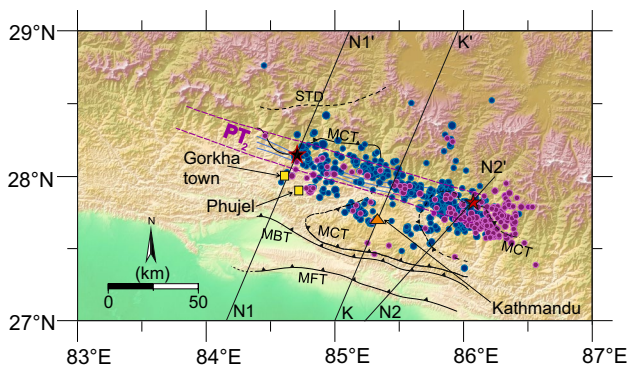 29°N
N1'
K'
STD
MCT
PT2
Gorkha
town
28°N
N2'
Phujel
MCT
MCT
N
MBT
(km)
MFT
0
50
N1
K
N2
Kathmandu
27°N
83°E
84°E
85°E
86°E
87°E